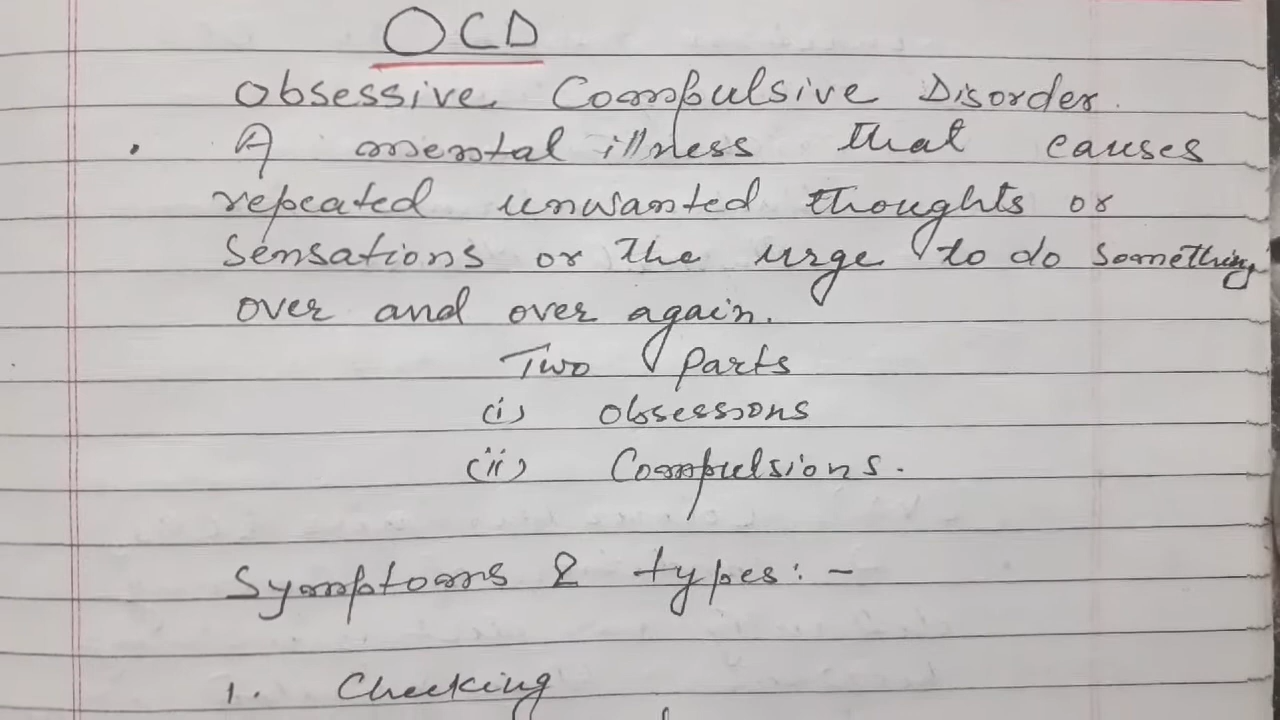 OCD
Obsessive Compulsive Disorder.
. A mental illness that causes
repeated unwanted thoughts or
sensations or the urge to do something
over and over again.
Two Parts
(i) Obsessions
(ii) Compulsions.
Symptoms & types:-
1. Checking